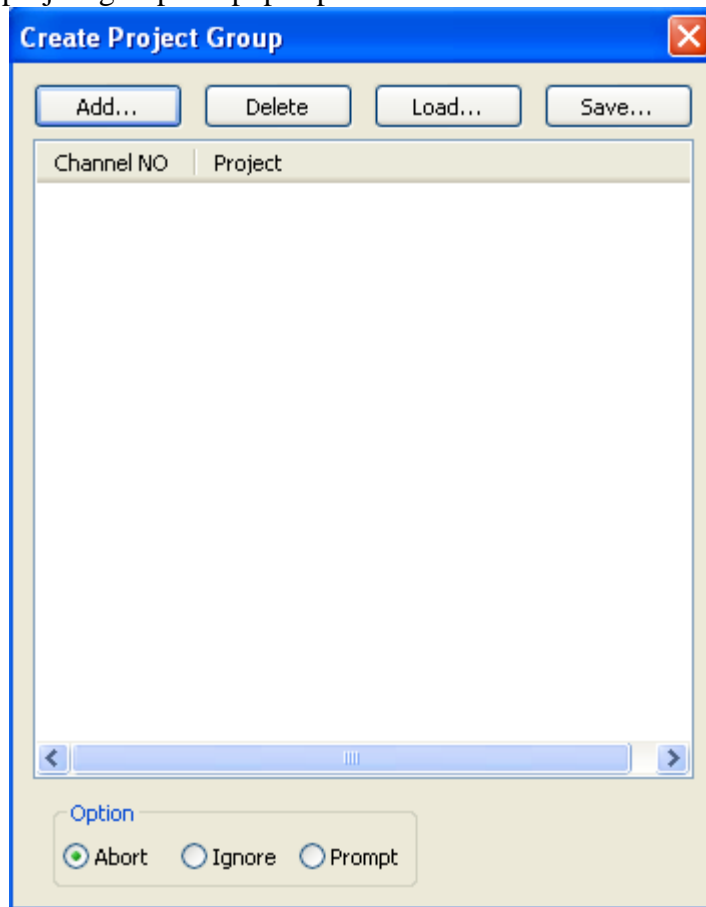 Create Project Group
Add... Delete Load... Save...
Channel NO Project
Option
Abort Ignore Prompt